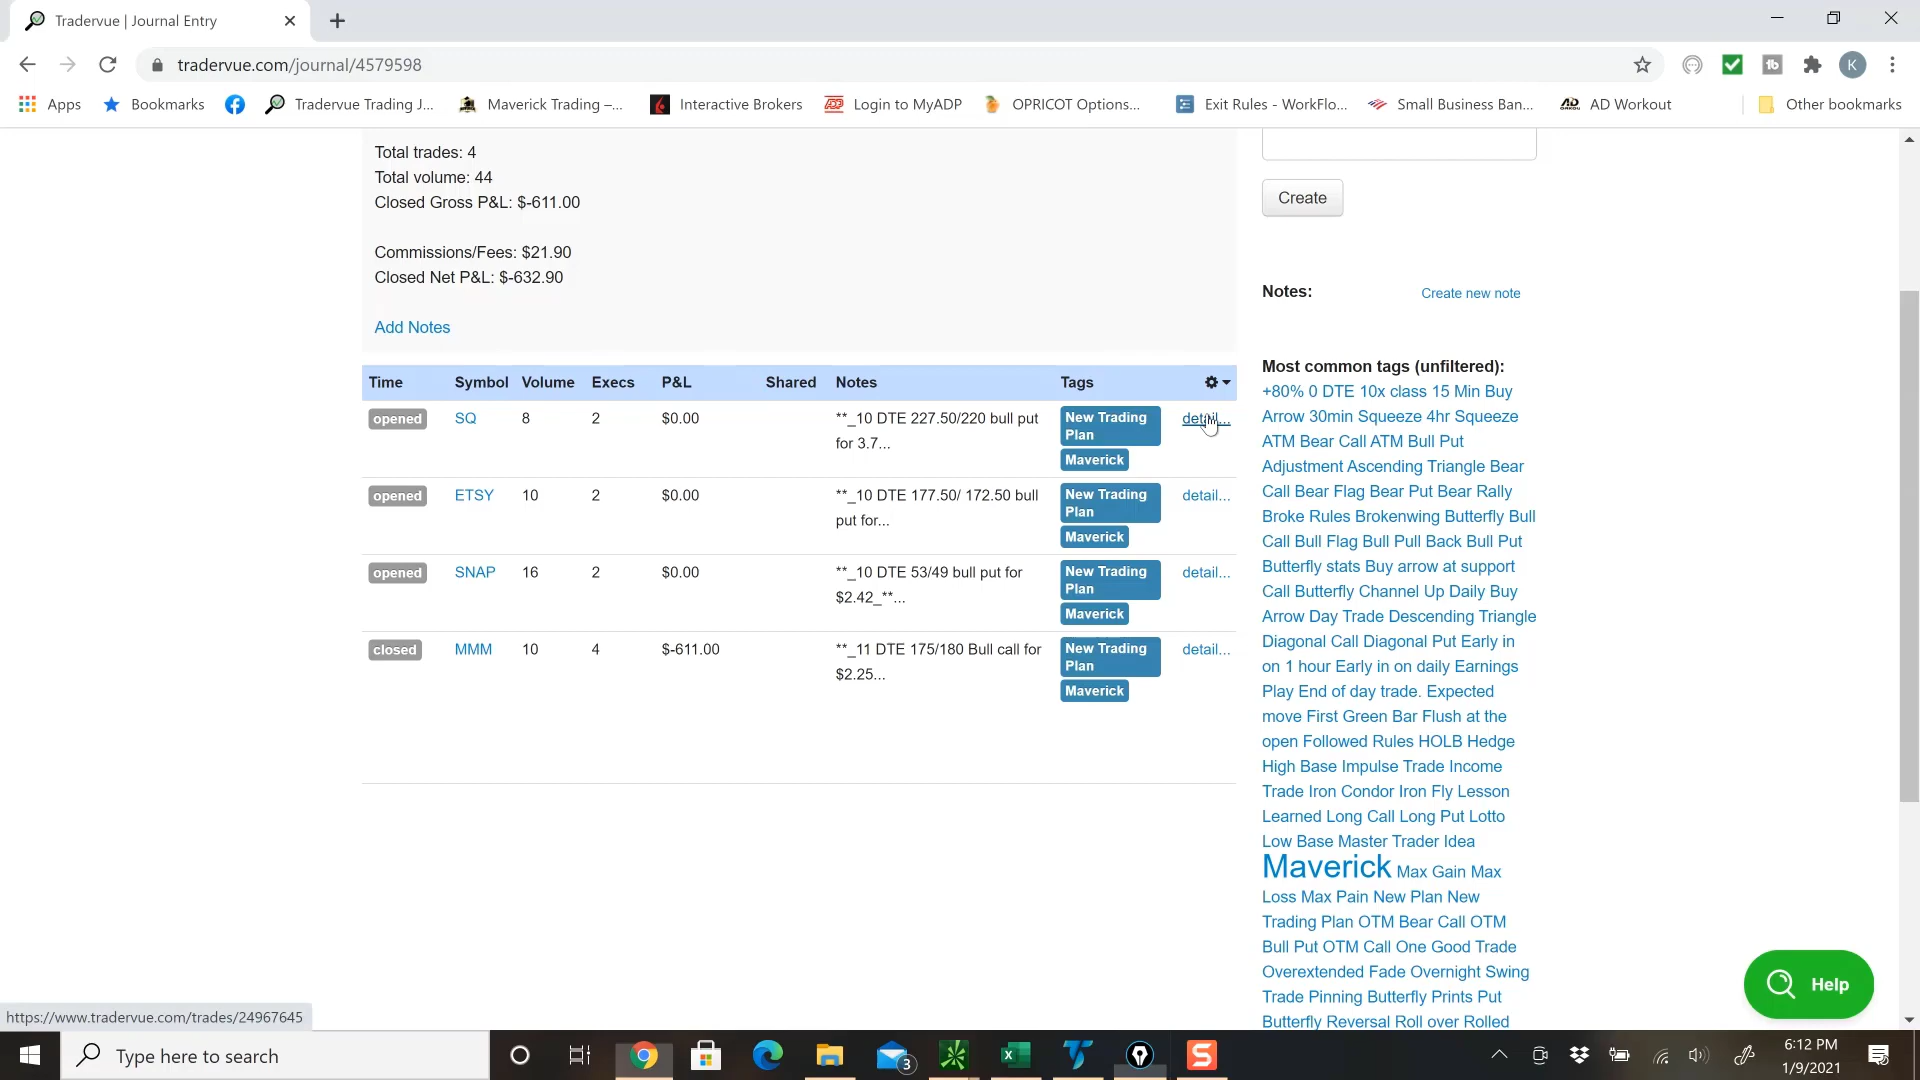 Tradervue | Journal Entry
tradervue.com/journal/4579598
K
Apps Bookmarks Tradervue Trading J... Maverick Trading –... Interactive Brokers Login to MyADP OPRICOT Options... Exit Rules - WorkFlo... Small Business Ban... AD Workout Other bookmarks
Total trades: 4
Total volume: 44
Closed Gross P&L: $-611.00
Commissions/Fees: $21.90
Closed Net P&L: $-632.90
Add Notes
Time Symbol Volume Execs P&L Shared Notes Tags
opened SQ 8 2 $0.00 **_10 DTE 227.50/220 bull put New Trading detail...
for 3.7... Plan
Maverick
opened ETSY 10 2 $0.00 **_10 DTE 177.50/ 172.50 bull New Trading detail...
put for... Plan
Maverick
opened SNAP 16 2 $0.00 **_10 DTE 53/49 bull put for New Trading detail...
$2.42_**... Plan
Maverick
closed MMM 10 4 $-611.00 **_11 DTE 175/180 Bull call for New Trading detail...
$2.25... Plan
Maverick
Create
Notes: Create new note
Most common tags (unfiltered):
+80% 0 DTE 10x class 15 Min Buy
Arrow 30min Squeeze 4hr Squeeze
ATM Bear Call ATM Bull Put
Adjustment Ascending Triangle Bear
Call Bear Flag Bear Put Bear Rally
Broke Rules Brokenwing Butterfly Bull
Call Bull Flag Bull Pull Back Bull Put
Butterfly stats Buy arrow at support
Call Butterfly Channel Up Daily Buy
Arrow Day Trade Descending Triangle
Diagonal Call Diagonal Put Early in
on 1 hour Early in on daily Earnings
Play End of day trade. Expected
move First Green Bar Flush at the
open Followed Rules HOLB Hedge
High Base Impulse Trade Income
Trade Iron Condor Iron Fly Lesson
Learned Long Call Long Put Lotto
Low Base Master Trader Idea
Maverick Max Gain Max
Loss Max Pain New Plan New
Trading Plan OTM Bear Call OTM
Bull Put OTM Call One Good Trade
Overextended Fade Overnight Swing
Trade Pinning Butterfly Prints Put
Butterfly Reversal Roll over Rolled
Help
https://www.tradervue.com/trades/24967645
Type here to search
3
6:12 PM
1/9/2021